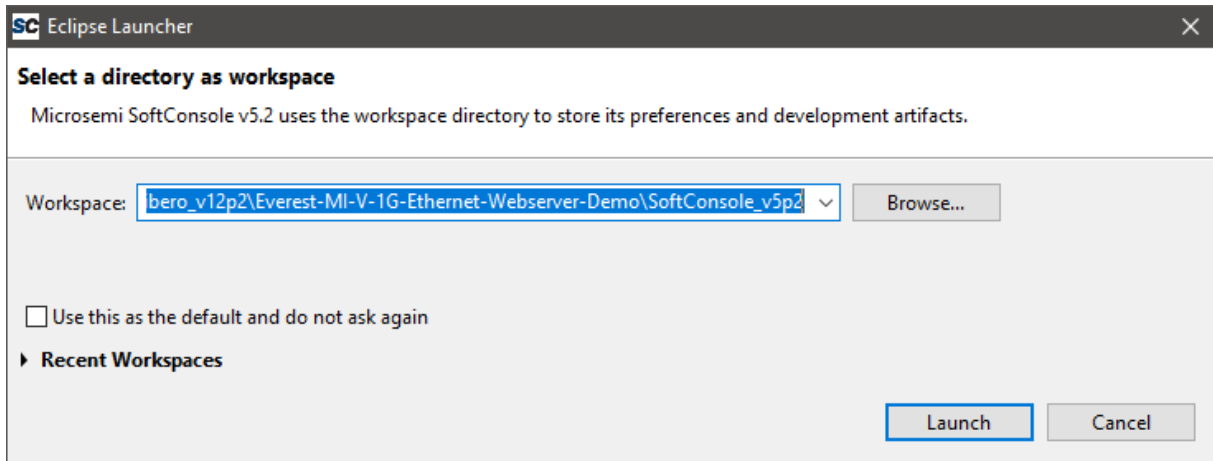 SC Eclipse Launcher
Select a directory as workspace
Microsemi SoftConsole v5.2 uses the workspace directory to store its preferences and development artifacts.
Workspace: bero_v12p2\Everest-MI-V-1G-Ethernet-Webserver-Demo\SoftConsole_v5p2 Browse...
Use this as the default and do not ask again
Recent Workspaces
Launch Cancel